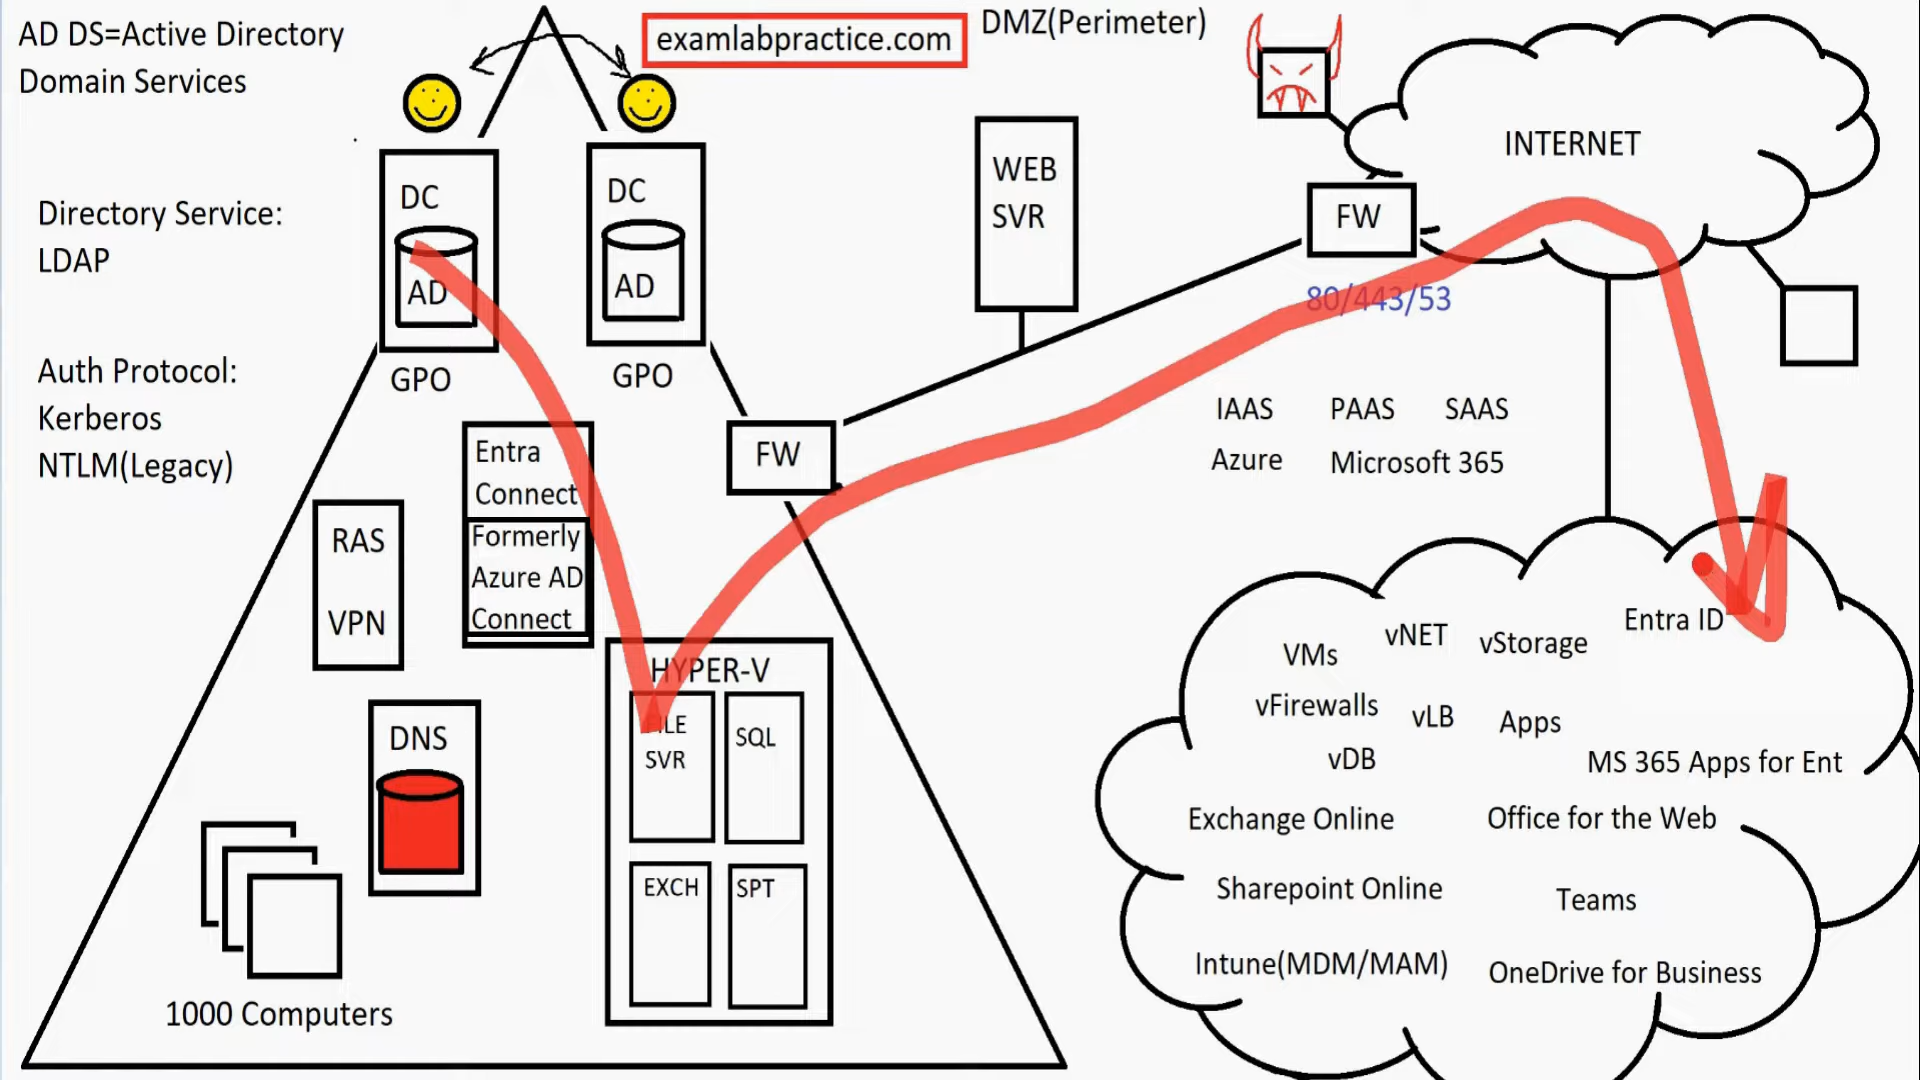 AD DS=Active Directory
Domain Services
examlabpractice.com
DMZ(Perimeter)
Directory Service:
LDAP
Auth Protocol:
Kerberos
NTLM(Legacy)
DC
AD
GPO
DC
AD
GPO
WEB
SVR
INTERNET
FW
80/443/53
FW
IAAS PAAS SAAS
Azure Microsoft 365
Entra
Connect
Formerly
Azure AD
Connect
RAS
VPN
DNS
1000 Computers
HYPER-V
FILE
SVR
SQL
EXCH
SPT
Entra ID
VMs
vNET
vStorage
vFirewalls
vLB
Apps
vDB
MS 365 Apps for Ent
Exchange Online
Office for the Web
Sharepoint Online
Teams
Intune(MDM/MAM)
OneDrive for Business